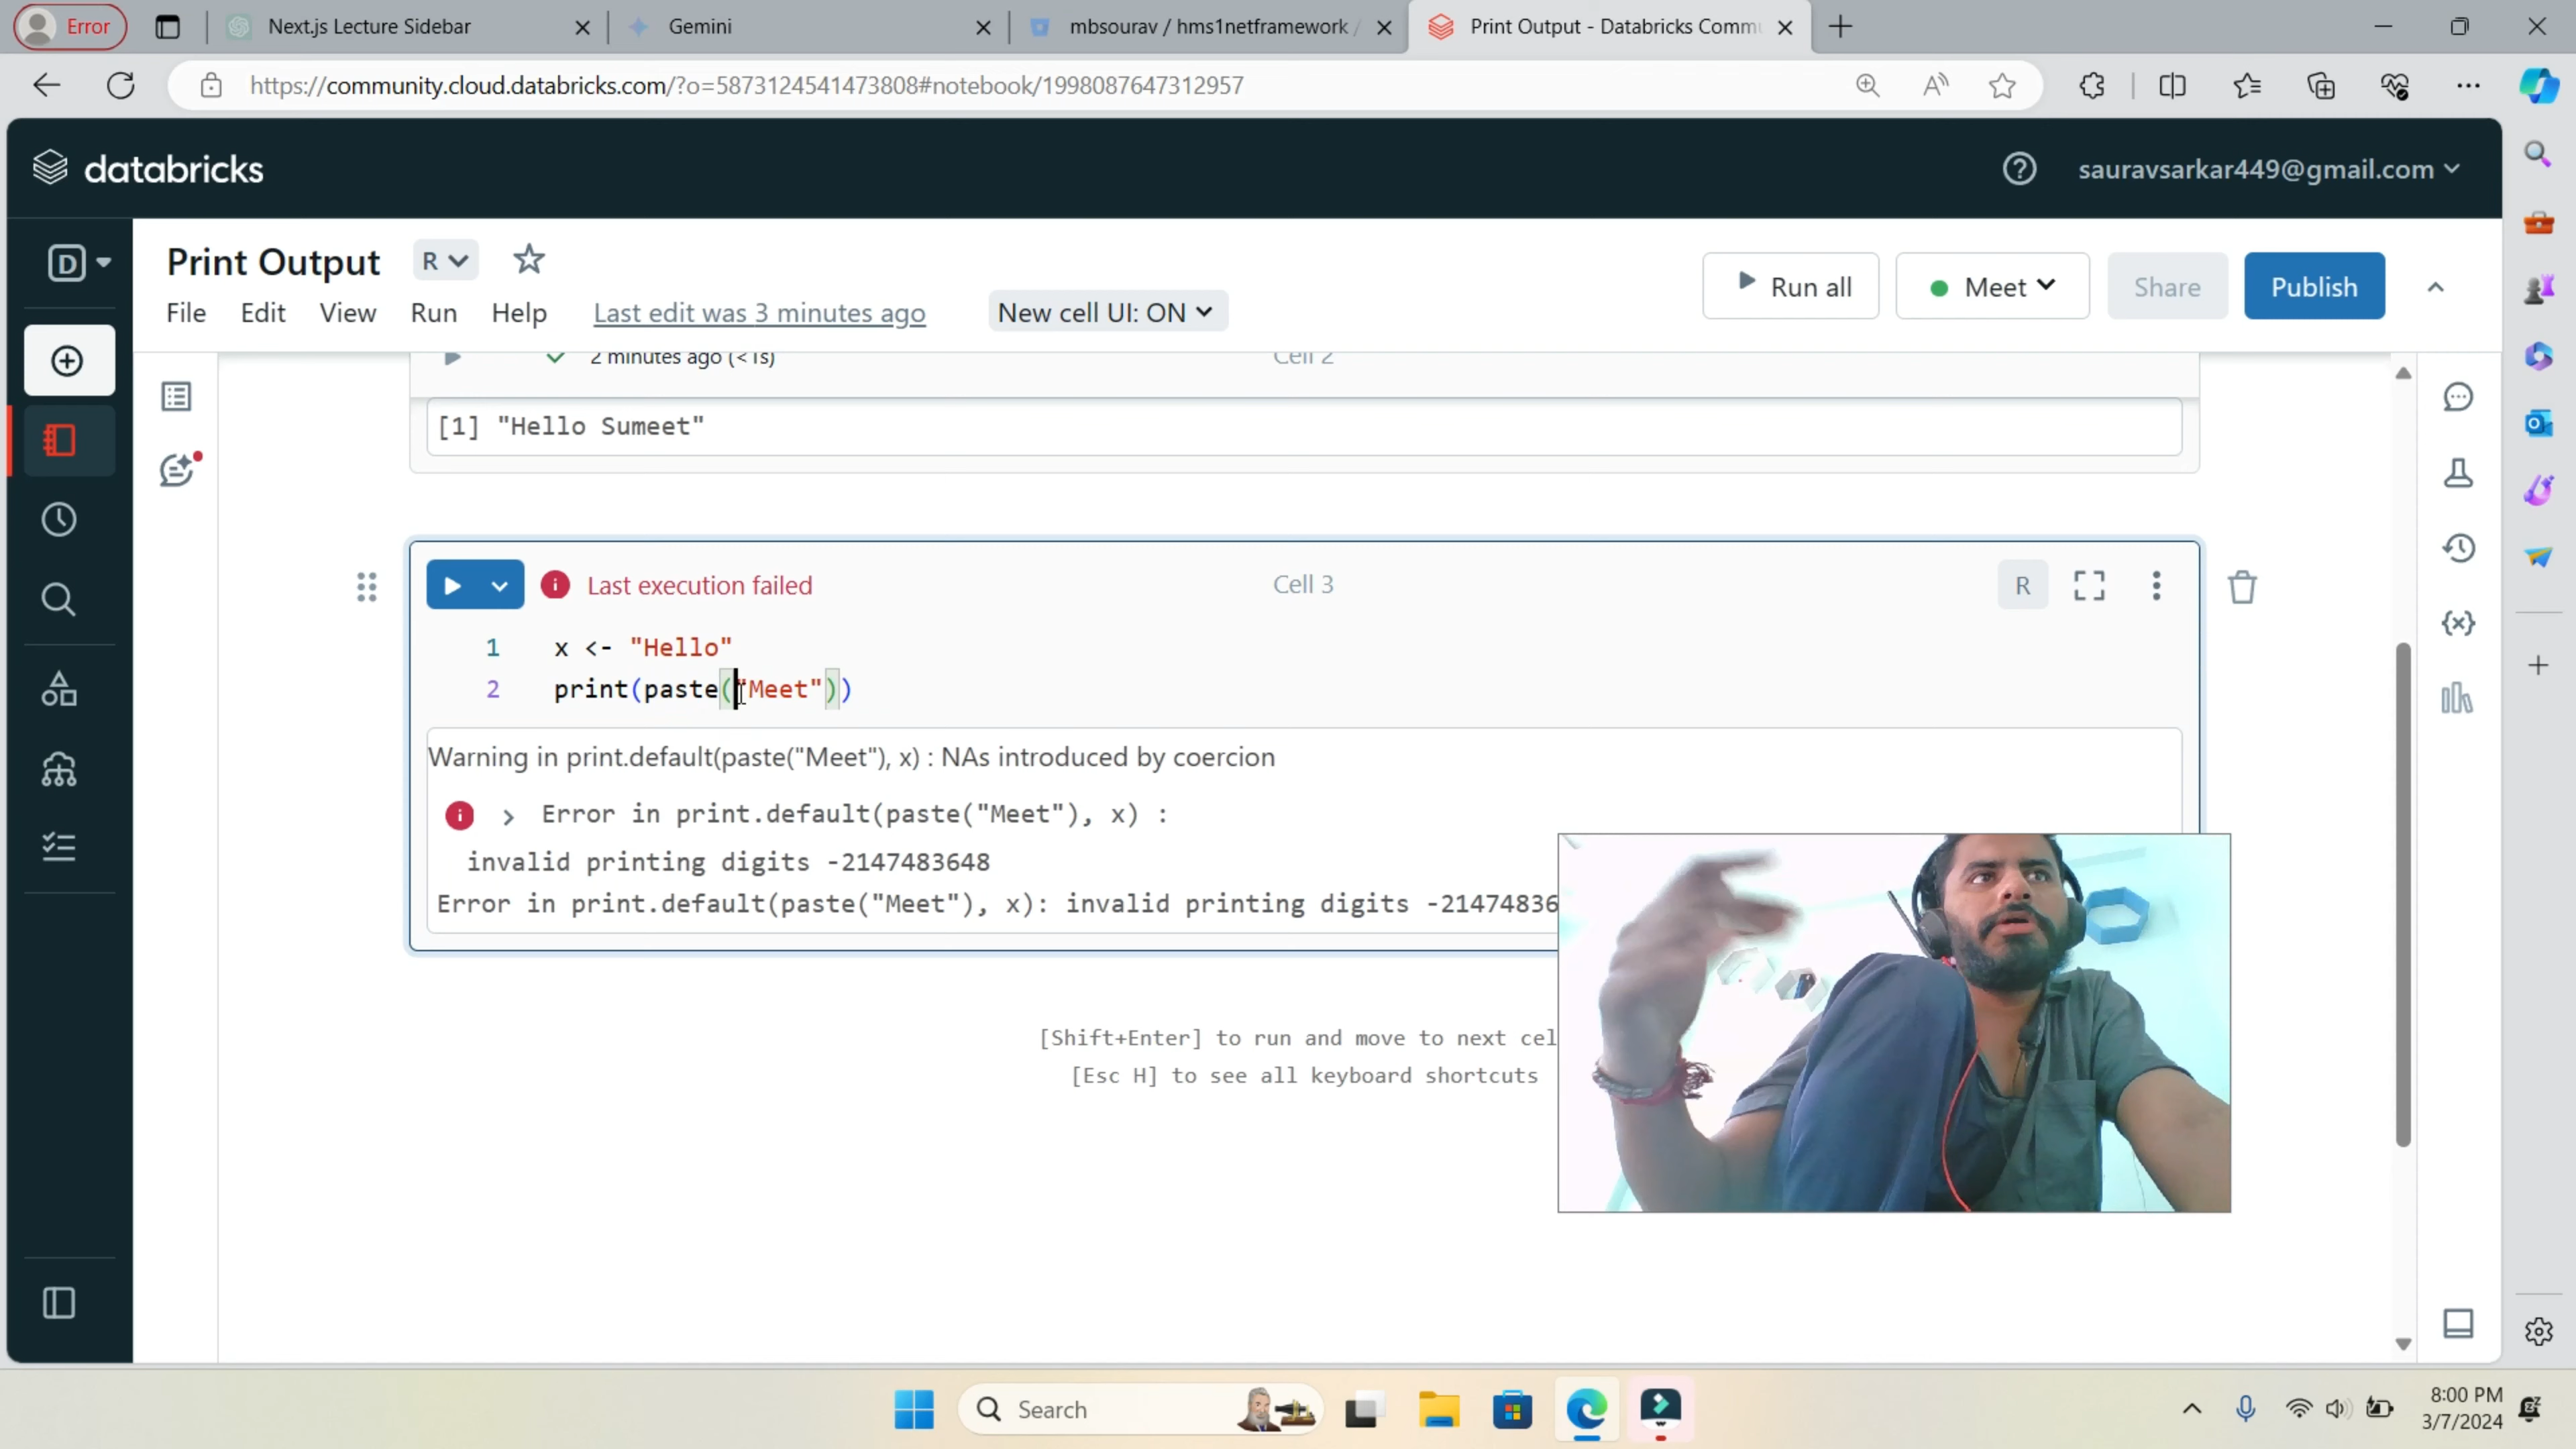 Error
Next.js Lecture Sidebar
Gemini
mbsourav / hms1netframework /
Print Output - Databricks Comm
https://community.cloud.databricks.com/?o=5873124541473808#notebook/1998087647312957
databricks
sauravsarkar449@gmail.com
D
Print Output
R
File
Edit
View
Run
Help
Last edit was 3 minutes ago
New cell UI: ON
Run all
Meet
Share
Publish
2 minutes ago (<1s)
Cell 2
[1] "Hello Sumeet"
Last execution failed
Cell 3
R
1 x <- "Hello"
2 print(paste("Meet"))
Warning in print.default(paste("Meet"), x) : NAs introduced by coercion
Error in print.default(paste("Meet"), x) :
invalid printing digits -2147483648
Error in print.default(paste("Meet"), x): invalid printing digits -21474836
[Shift+Enter] to run and move to next cel
[Esc H] to see all keyboard shortcuts
Search
8:00 PM
3/7/2024